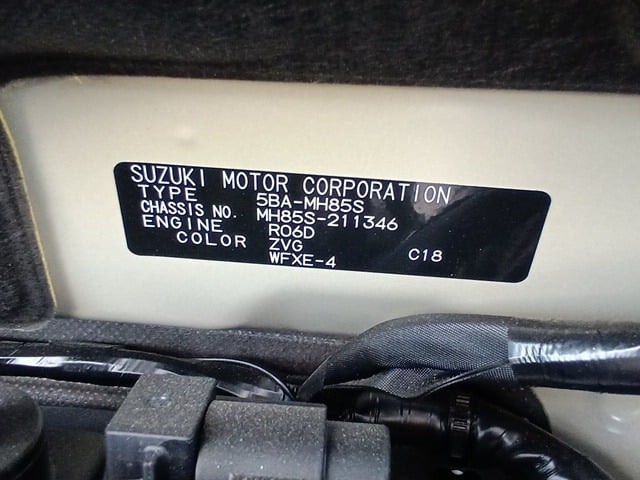 SUZUKI MOTOR CORPORATION
TYPE 5BA-MH85S
CHASSIS NO. MH85S-211346
ENGINE R06D
COLOR ZVG
WFXE-4 C18